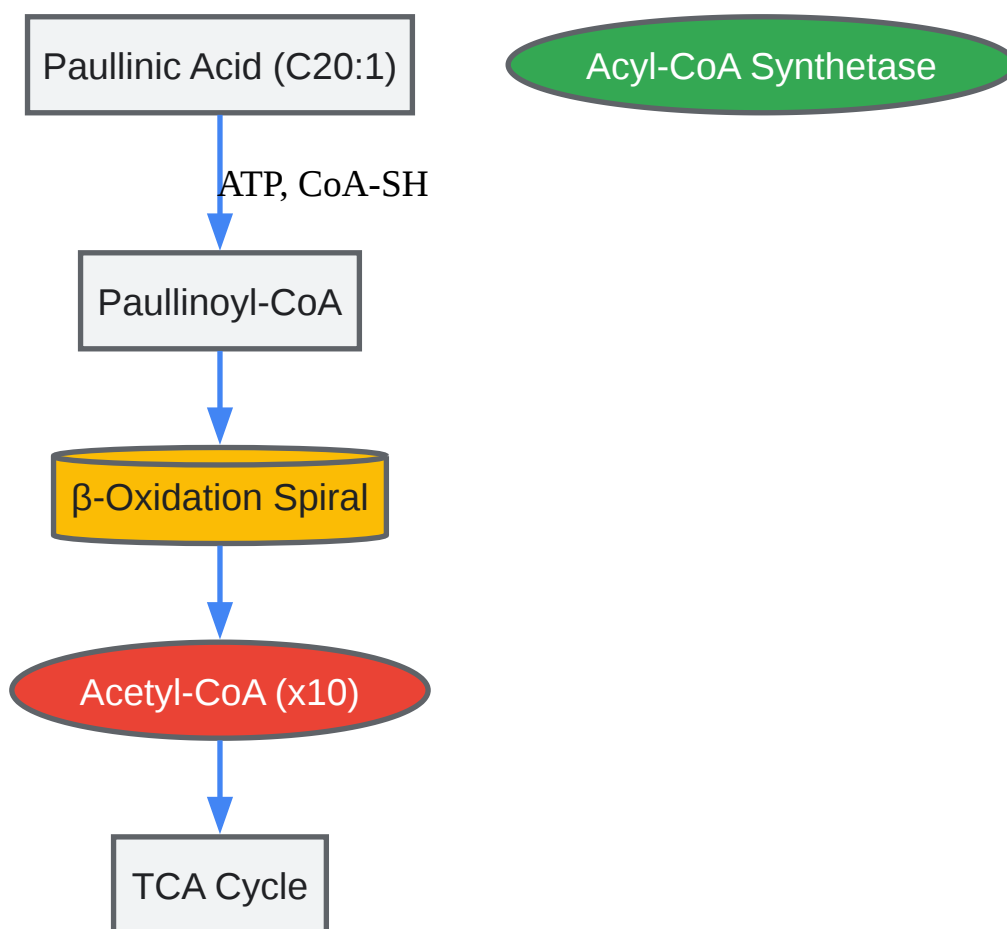 Paullinic Acid (C20:1)
Acyl-CoA Synthetase
ATP, CoA-SH
Paullinoyl-CoA
β-Oxidation Spiral
Acetyl-CoA (x10)
TCA Cycle